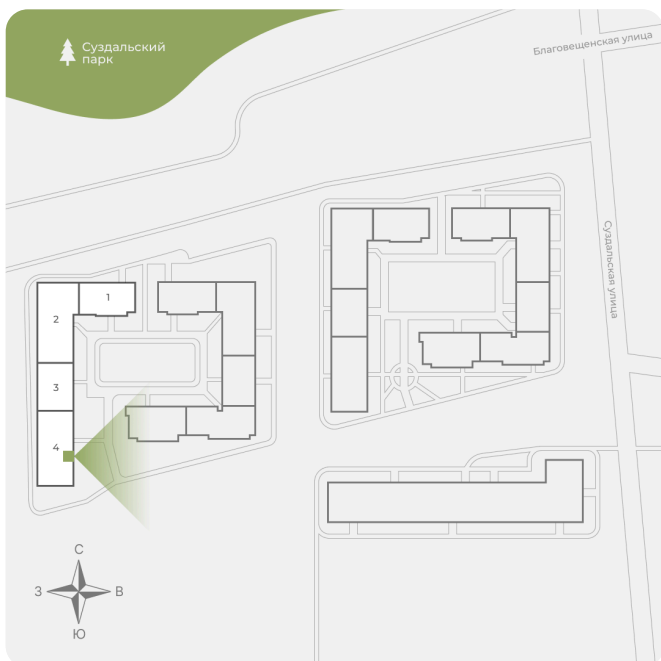 Суздальский
парк
Благовещенская улица
Суздальская улица
1
2
3
4
С
З
В
Ю